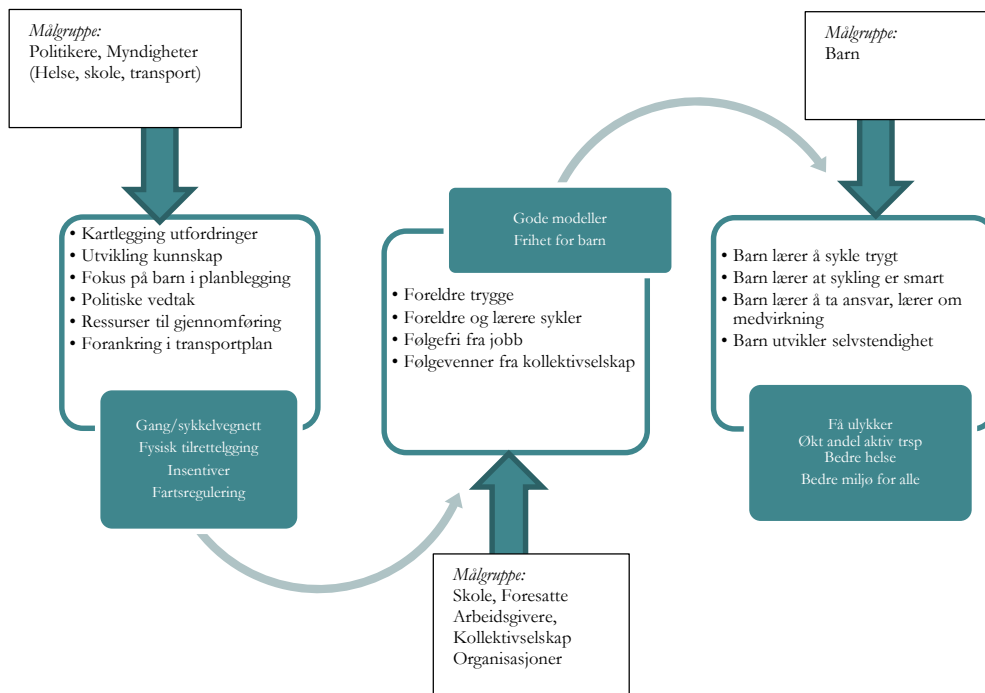 Målgruppe:
Politikere, Myndigheter
(Helse, skole, transport)
• Kartlegging utfordringer
• Utvikling kunnskap
• Fokus på barn i planblegging
• Politiske vedtak
• Ressurser til gjennomføring
• Forankring i transportplan
Gang/sykkelvegnett
Fysisk tilrettelgging
Insentiver
Fartsregulering
Gode modeller
Frihet for barn
• Foreldre trygge
• Foreldre og lærere sykler
• Følgefri fra jobb
• Følgevenner fra kollektivselskap
Målgruppe:
Skole, Foresatte
Arbeidsgivere,
Kollektivselskap
Organisasjoner
Målgruppe:
Barn
• Barn lærer å sykle trygt
• Barn lærer at sykling er smart
• Barn lærer å ta ansvar, lærer om
medvirkning
• Barn utvikler selvstendighet
Få ulykker
Økt andel aktiv trsp
Bedre helse
Bedre miljø for alle